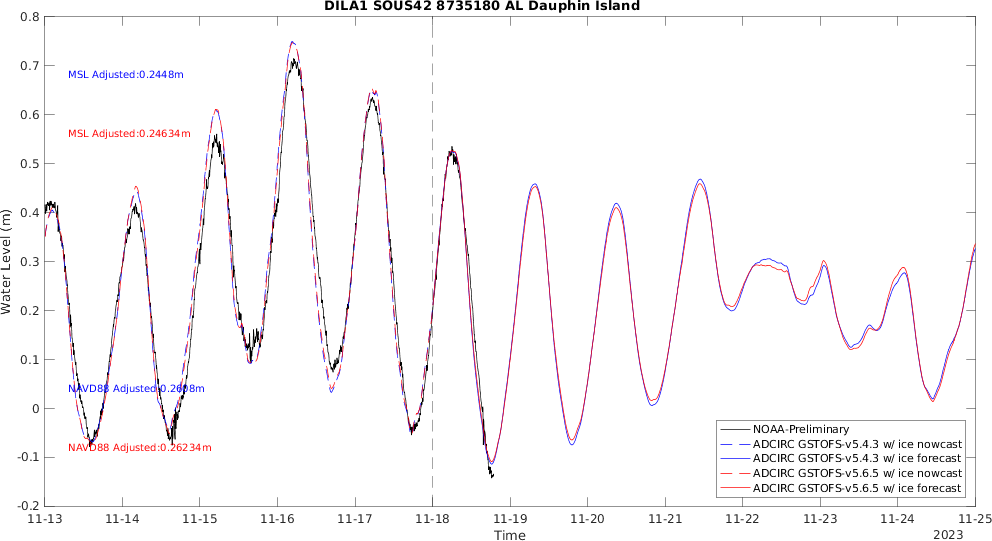 DILA1 SOUS42 8735180 AL Dauphin Island
Water Level (m)
0.8
0.7
0.6
0.5
0.4
0.3
0.2
0.1
0
-0.1
-0.2
MSL Adjusted:0.2448m
MSL Adjusted:0.24634m
NAVD88 Adjusted:0.2608m
NAVD88 Adjusted:0.26234m
NOAA-Preliminary
ADCIRC GSTOFS-v5.4.3 w/ ice nowcast
ADCIRC GSTOFS-v5.4.3 w/ ice forecast
ADCIRC GSTOFS-v5.6.5 w/ ice nowcast
ADCIRC GSTOFS-v5.6.5 w/ ice forecast
11-13 11-14 11-15 11-16 11-17 11-18 11-19 11-20 11-21 11-22 11-23 11-24 11-25
Time
2023